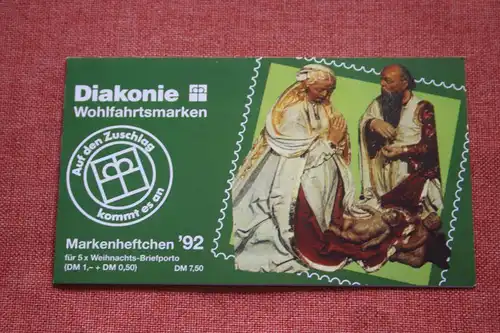 Diakonie
Wohlfahrtsmarken
Auf den Zuschlag
kommt es an
Markenheftchen '92
für 5 x Weihnachts-Briefporto
(DM 1,– + DM 0,50) DM 7,50